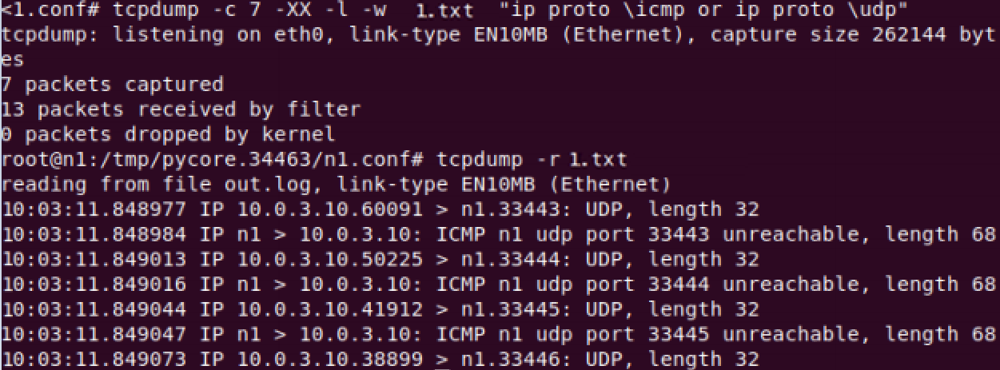 <1.conf# tcpdump -c 7 -XX -l -w 1.txt "ip proto \icmp or ip proto \udp"
tcpdump: listening on eth0, link-type EN10MB (Ethernet), capture size 262144 byt
es
7 packets captured
13 packets received by filter
0 packets dropped by kernel
root@n1:/tmp/pycore.34463/n1.conf# tcpdump -r 1.txt
reading from file out.log, link-type EN10MB (Ethernet)
10:03:11.848977 IP 10.0.3.10.60091 > n1.33443: UDP, length 32
10:03:11.848984 IP n1 > 10.0.3.10: ICMP n1 udp port 33443 unreachable, length 68
10:03:11.849013 IP 10.0.3.10.50225 > n1.33444: UDP, length 32
10:03:11.849016 IP n1 > 10.0.3.10: ICMP n1 udp port 33444 unreachable, length 68
10:03:11.849044 IP 10.0.3.10.41912 > n1.33445: UDP, length 32
10:03:11.849047 IP n1 > 10.0.3.10: ICMP n1 udp port 33445 unreachable, length 68
10:03:11.849073 IP 10.0.3.10.38899 > n1.33446: UDP, length 32